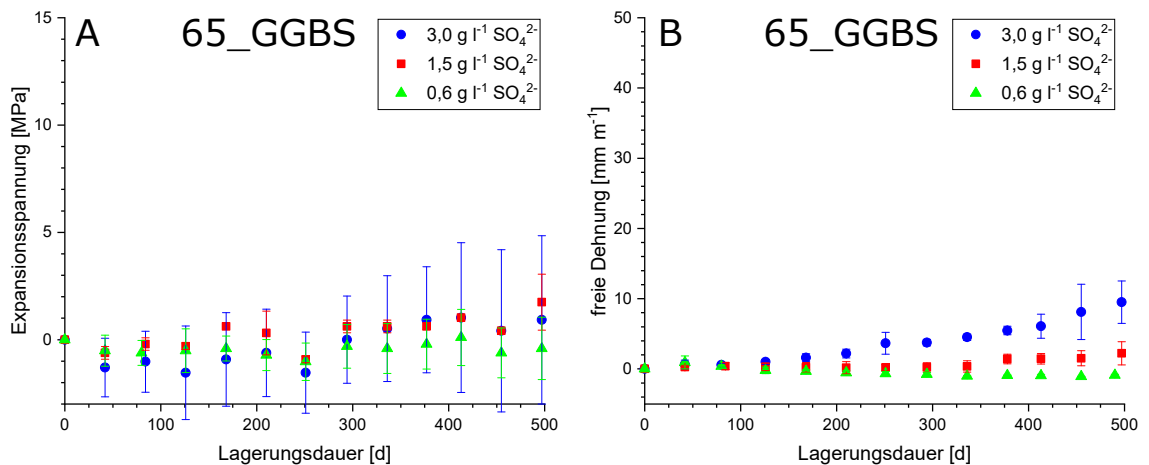 A 65_GGBS
3,0 g l⁻¹ SO₄²⁻
1,5 g l⁻¹ SO₄²⁻
0,6 g l⁻¹ SO₄²⁻
Expansionsspannung [MPa]
15
10
5
0
0 100 200 300 400 500
Lagerungsdauer [d]
B 65_GGBS
3,0 g l⁻¹ SO₄²⁻
1,5 g l⁻¹ SO₄²⁻
0,6 g l⁻¹ SO₄²⁻
freie Dehnung [mm m⁻¹]
50
40
30
20
10
0
0 100 200 300 400 500
Lagerungsdauer [d]